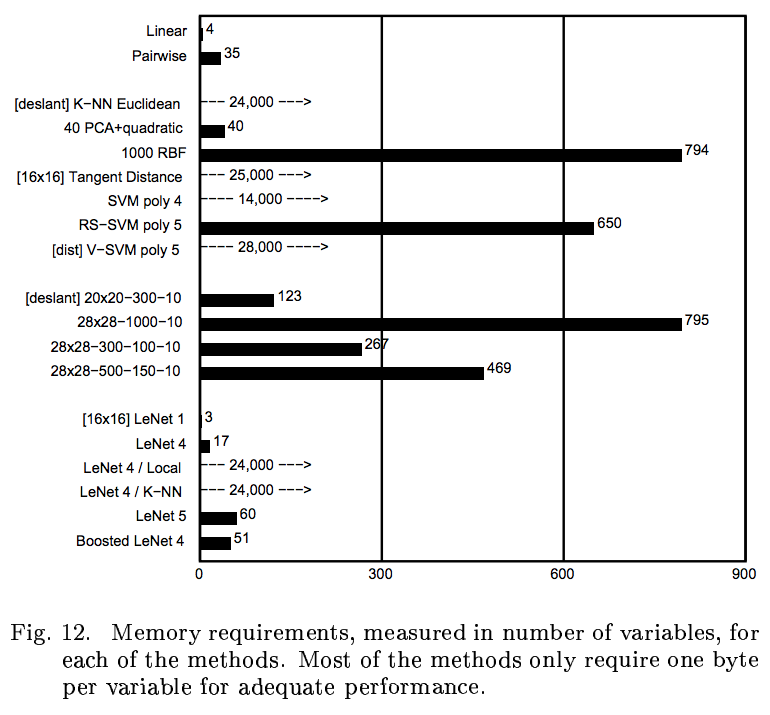 Linear 4
Pairwise 35
[deslant] K-NN Euclidean --- 24,000 --->
40 PCA+quadratic 40
1000 RBF 794
[16x16] Tangent Distance ---- 25,000 --->
SVM poly 4 ---- 14,000 ---->
RS-SVM poly 5 650
[dist] V-SVM poly 5 ---- 28,000 ---->
[deslant] 20x20-300-10 123
28x28-1000-10 795
28x28-300-100-10 267
28x28-500-150-10 469
[16x16] LeNet 1 3
LeNet 4 17
LeNet 4 / Local --- 24,000 --->
LeNet 4 / K-NN --- 24,000 --->
LeNet 5 60
Boosted LeNet 4 51
0 300 600 900
Fig. 12. Memory requirements, measured in number of variables, for
each of the methods. Most of the methods only require one byte
per variable for adequate performance.